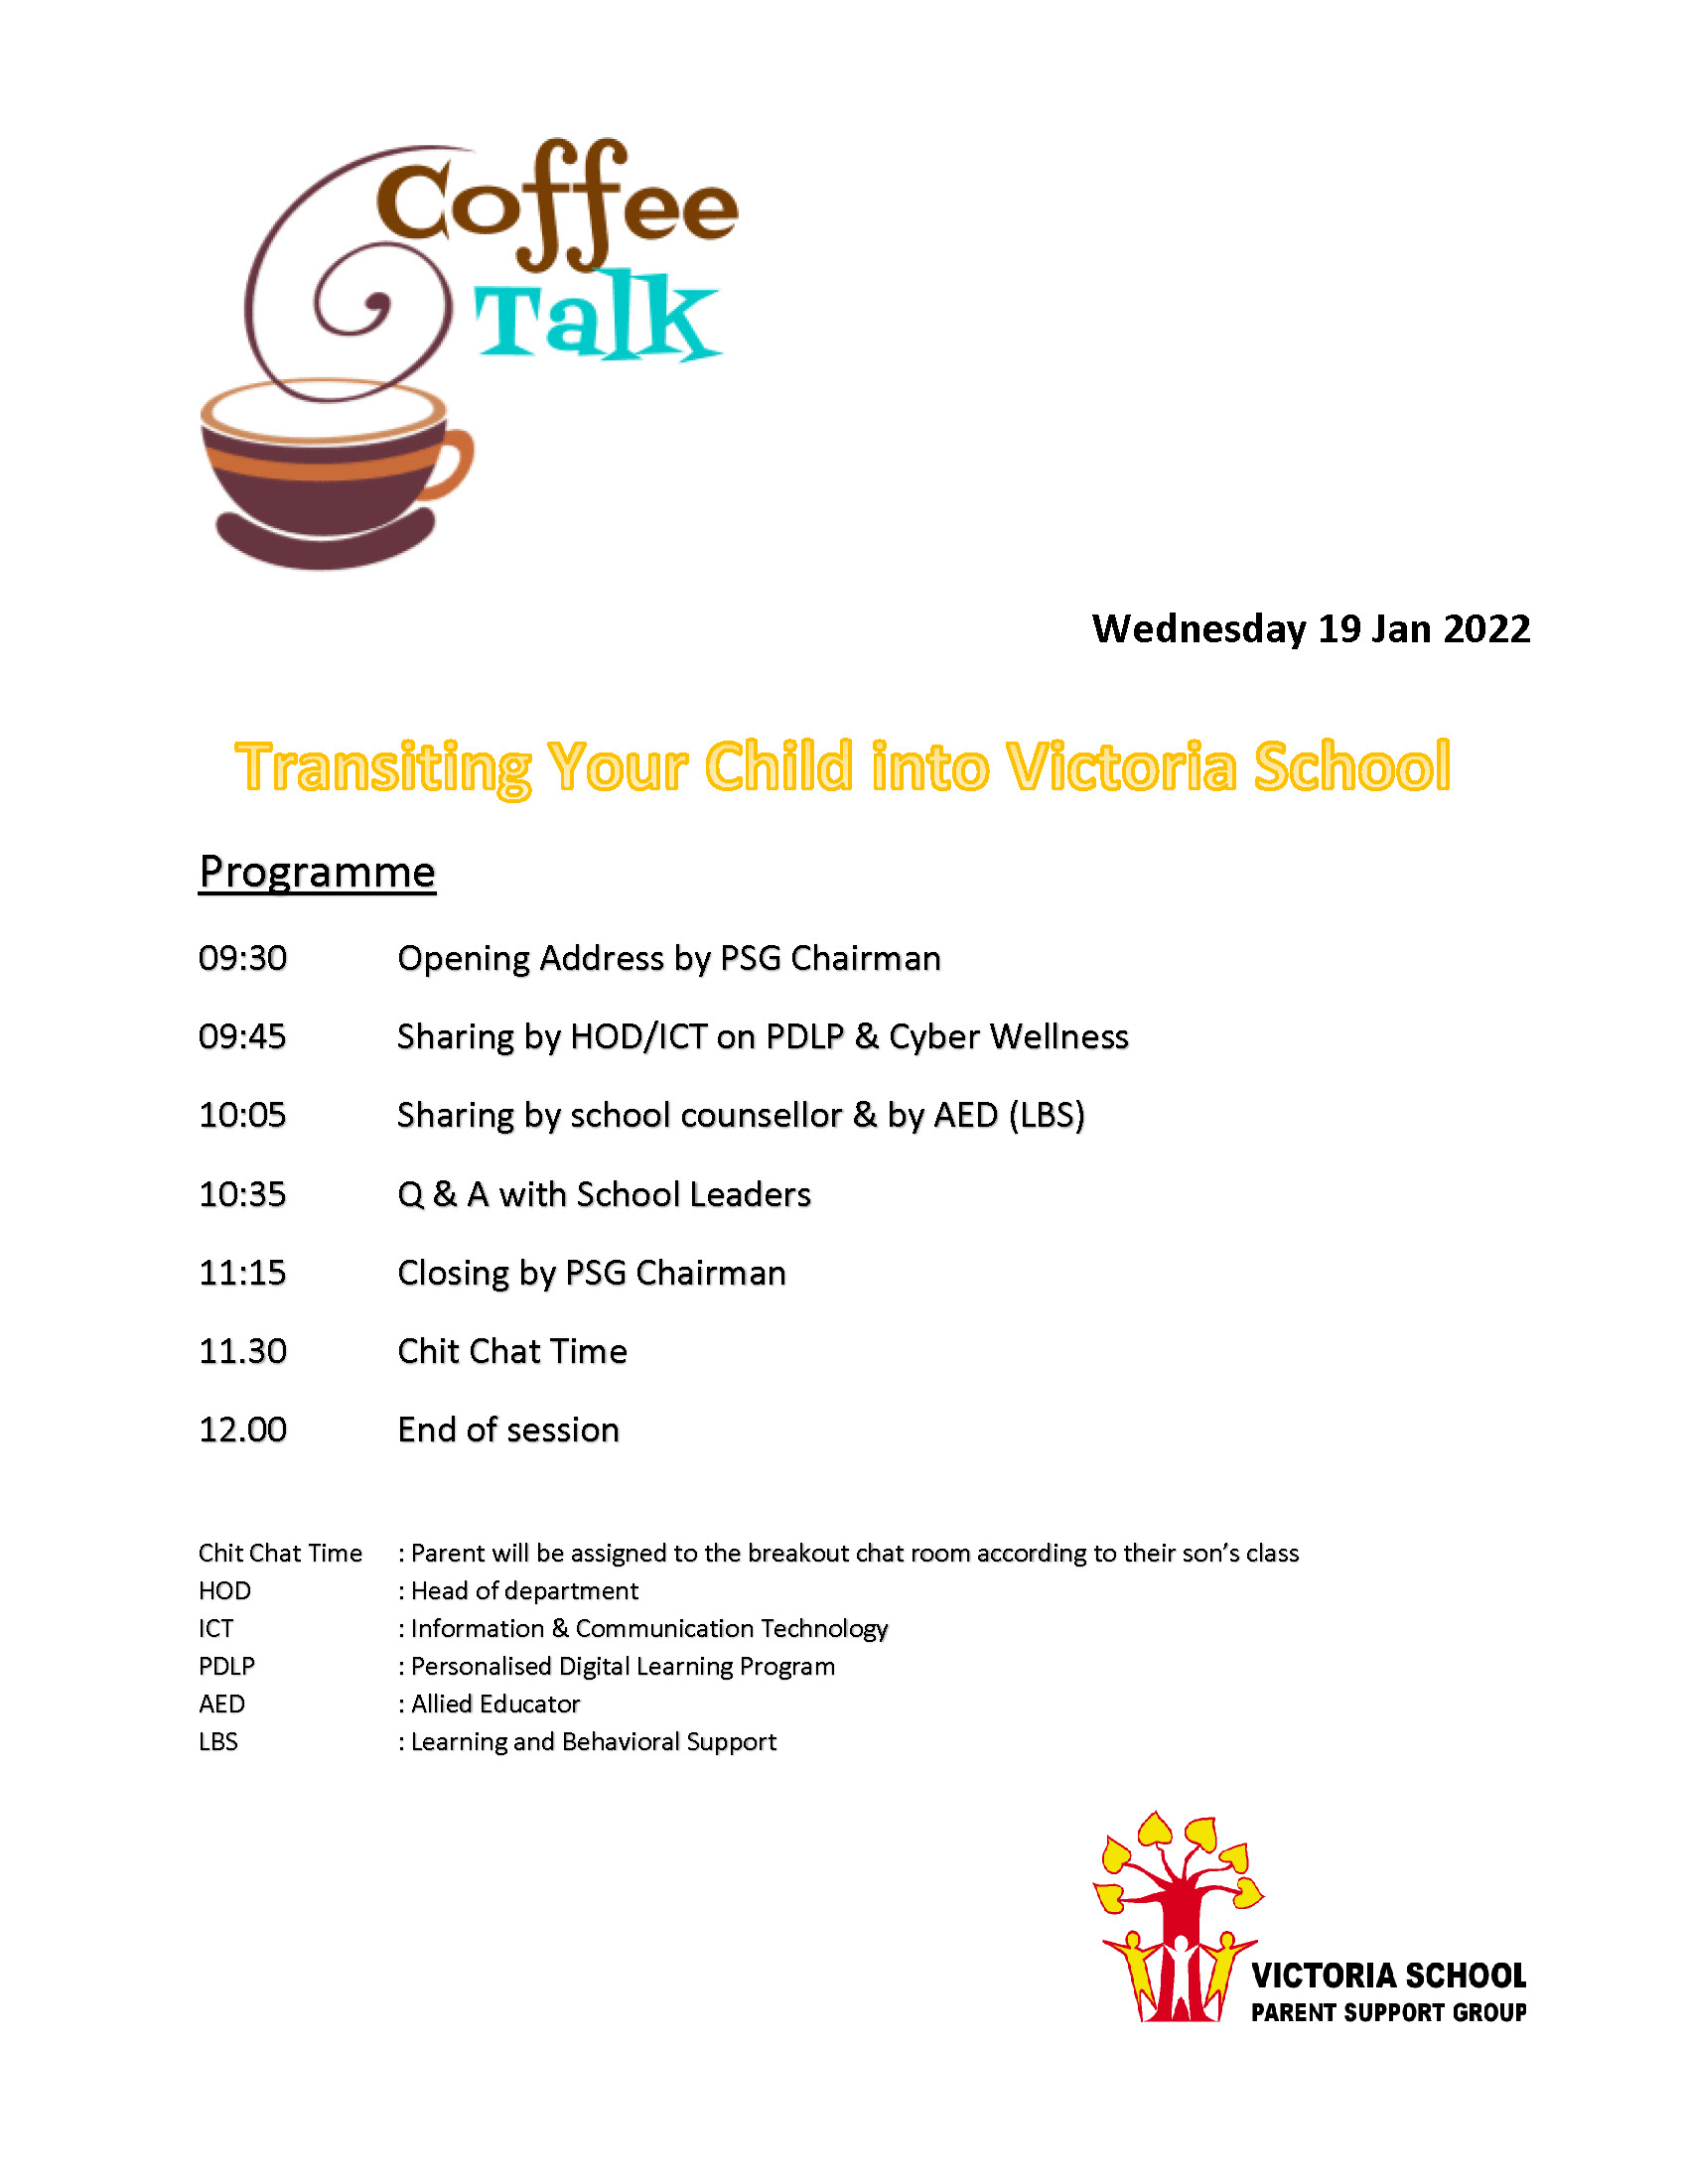 Coffee
Talk
Wednesday 19 Jan 2022
Transiting Your Child into Victoria School
Programme
09:30 Opening Address by PSG Chairman
09:45 Sharing by HOD/ICT on PDLP & Cyber Wellness
10:05 Sharing by school counsellor & by AED (LBS)
10:35 Q & A with School Leaders
11:15 Closing by PSG Chairman
11.30 Chit Chat Time
12.00 End of session
Chit Chat Time : Parent will be assigned to the breakout chat room according to their son’s class
HOD : Head of department
ICT : Information & Communication Technology
PDLP : Personalised Digital Learning Program
AED : Allied Educator
LBS : Learning and Behavioral Support
VICTORIA SCHOOL
PARENT SUPPORT GROUP